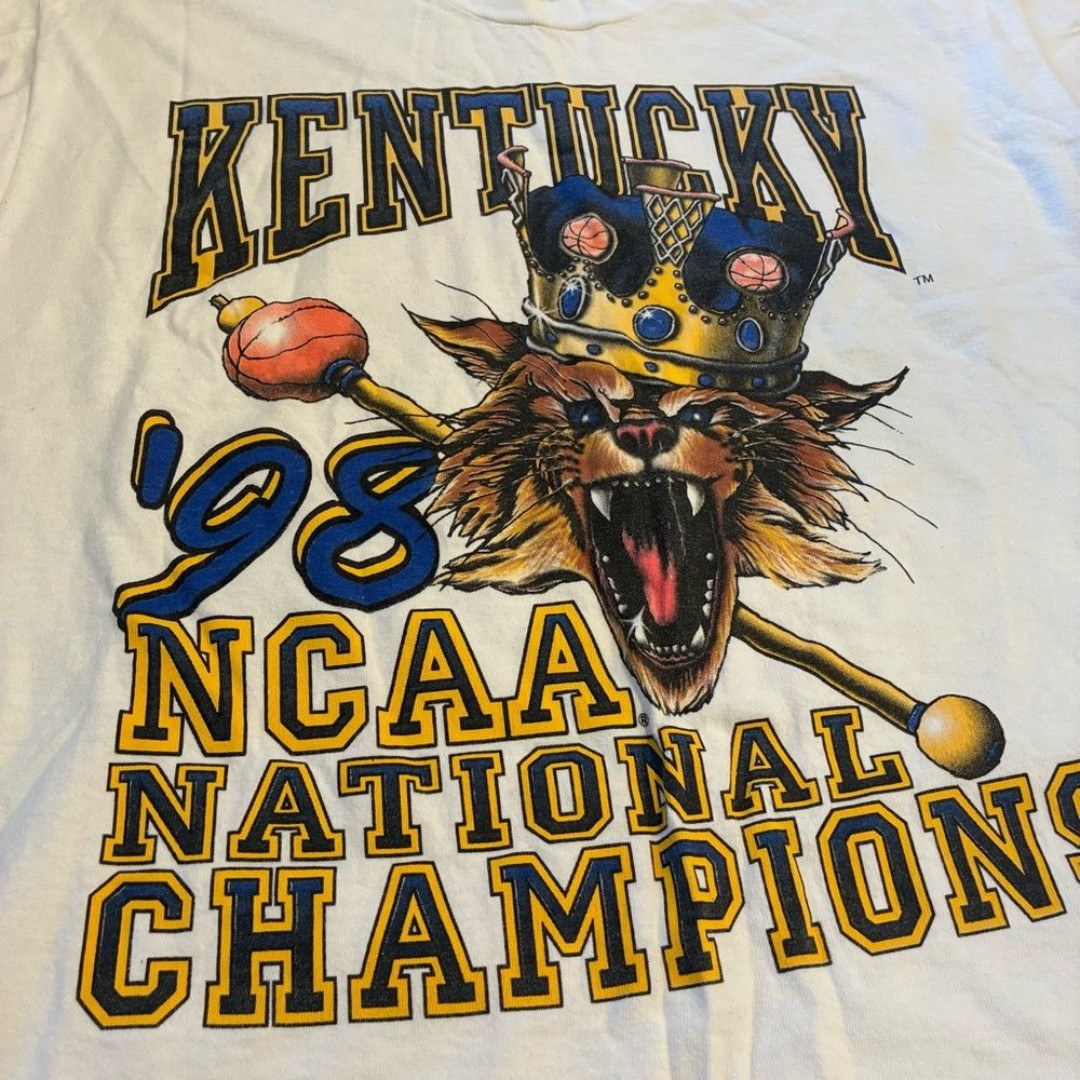 KENTUCKY
TM
'98
NCAA®
NATIONAL
CHAMPIONS